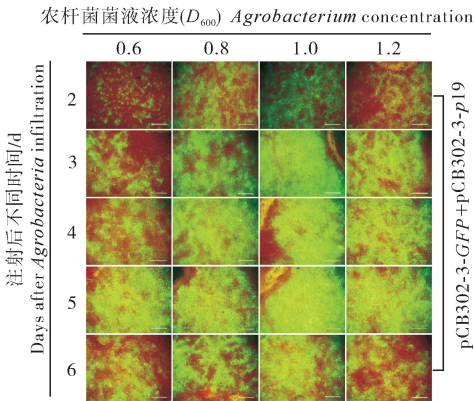 农杆菌菌液浓度(D600) Agrobacterium concentration
0.6 0.8 1.0 1.2
注射后不同时间/d
Days after Agrobacteria infiltration
2
3
4
5
6
pCB302-3-GFP+pCB302-3-p19